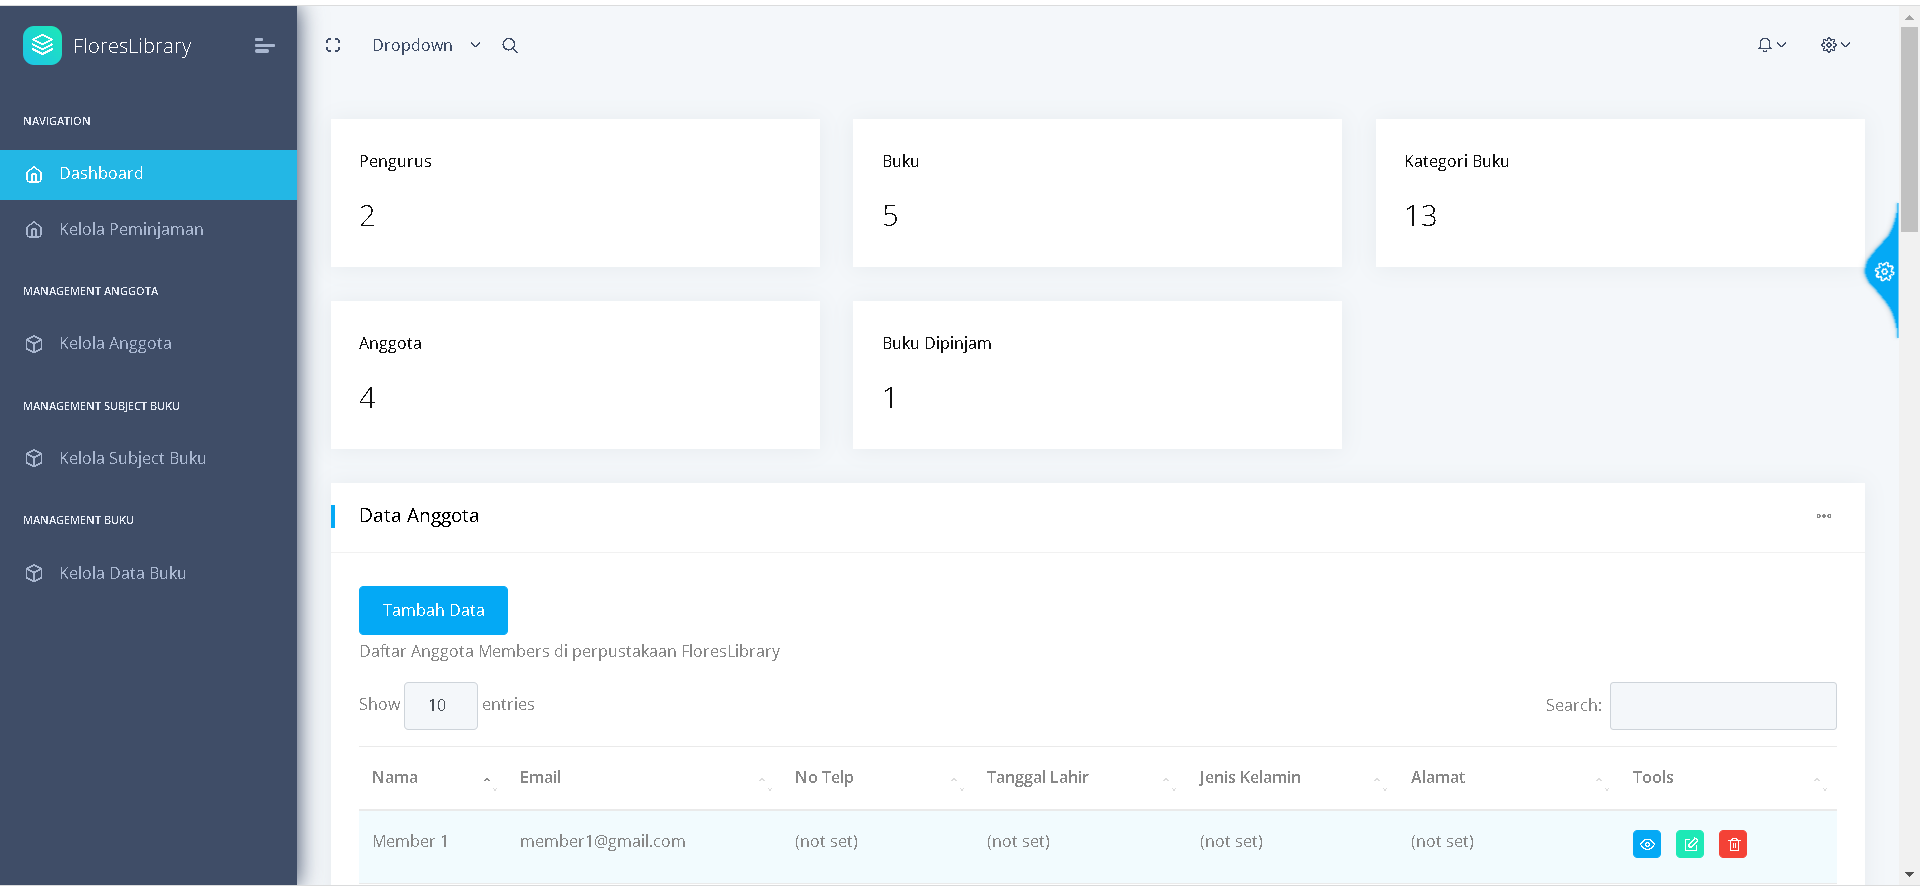 FloresLibrary
Dropdown
NAVIGATION
Dashboard
Kelola Peminjaman
MANAGEMENT ANGGOTA
Kelola Anggota
MANAGEMENT SUBJECT BUKU
Kelola Subject Buku
MANAGEMENT BUKU
Kelola Data Buku
Pengurus
2
Buku
5
Kategori Buku
13
Anggota
4
Buku Dipinjam
1
Data Anggota
Tambah Data
Daftar Anggota Members di perpustakaan FloresLibrary
Show 10 entries
Search:
Nama Email No Telp Tanggal Lahir Jenis Kelamin Alamat Tools
Member 1 member1@gmail.com (not set) (not set) (not set) (not set)